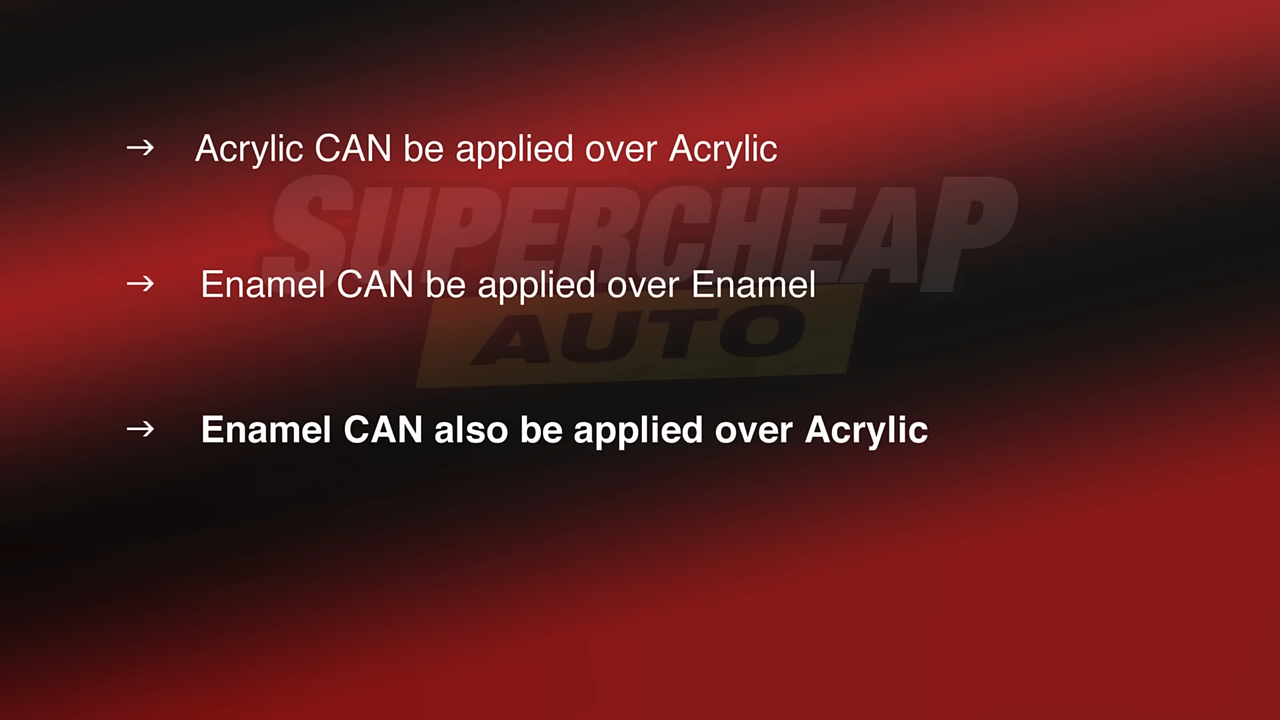 → Acrylic CAN be applied over Acrylic
SUPERCHEAP
→ Enamel CAN be applied over Enamel
AUTO
→ Enamel CAN also be applied over Acrylic